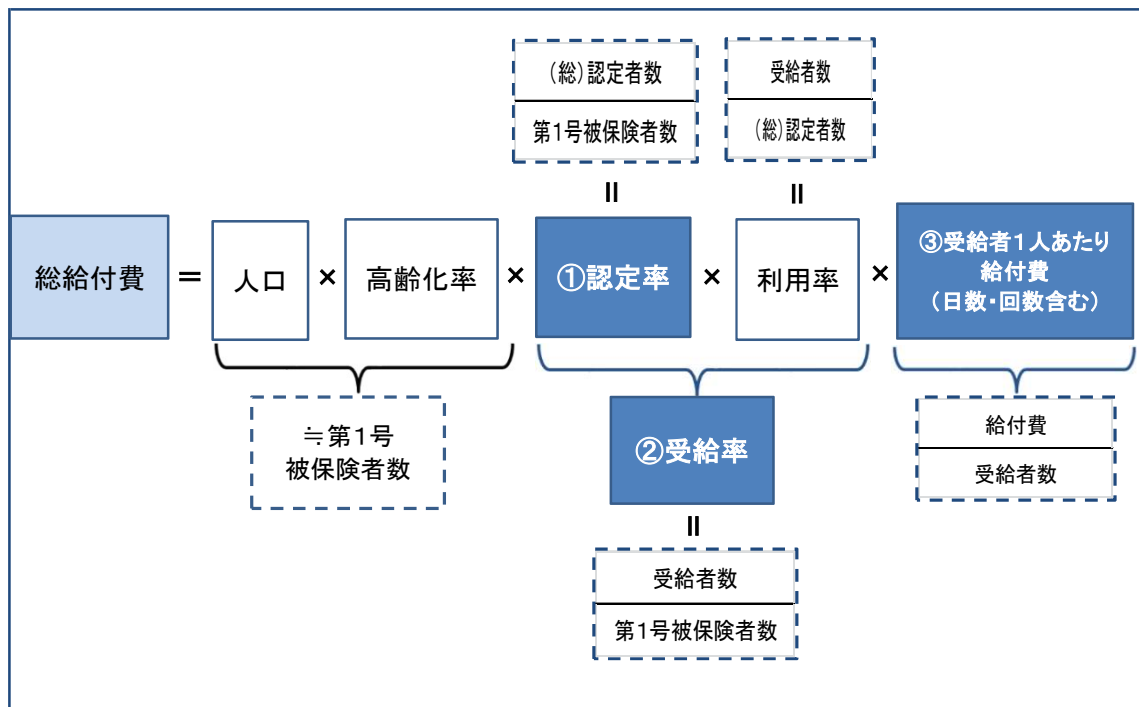 (総)認定者数
第1号被保険者数
受給者数
(総)認定者数
=
=
総給付費
=
人口
×
高齢化率
×
①認定率
×
利用率
×
③受給者1人あたり
給付費
(日数・回数含む)
≒第1号
被保険者数
②受給率
給付費
受給者数
=
受給者数
第1号被保険者数